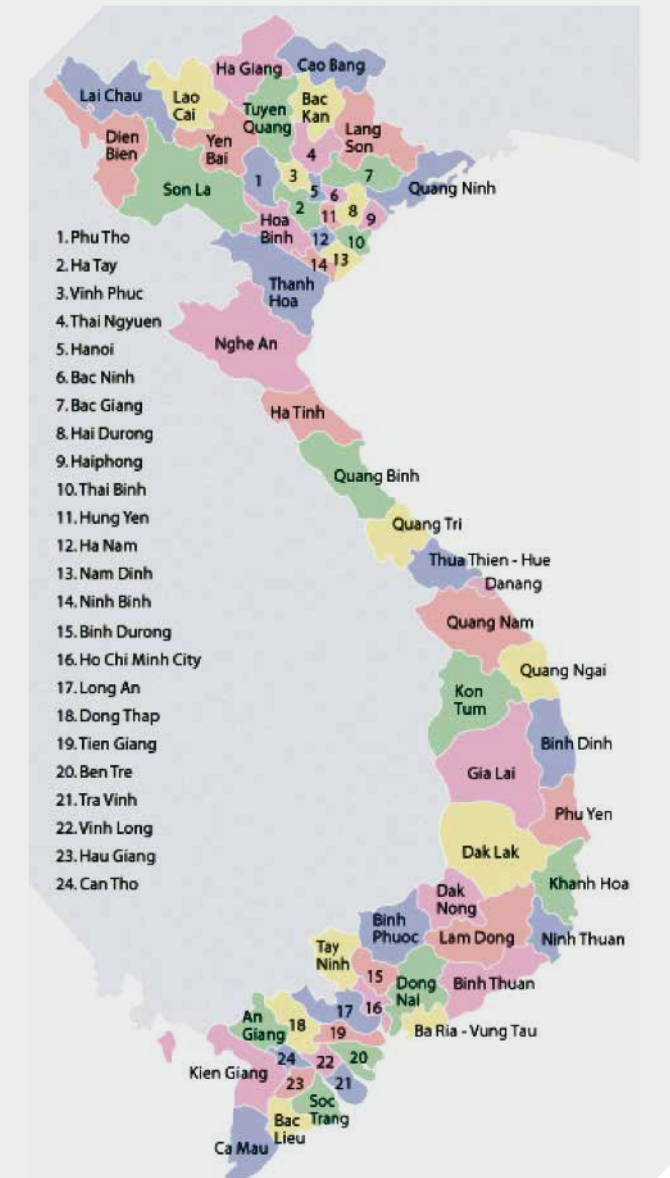 Ha Giang
Cao Bang
Lai Chau
Lao
Cai
Tuyen
Quang
Bac
Kan
Lang
Son
Dien
Bien
Yen
Bai
4
Son La
1
3
5
7
6
Quang Ninh
2
11
8
9
Hoa
Binh
12
10
14
13
Thanh
Hoa
Nghe An
Ha Tinh
Quang Binh
Quang Tri
Thua Thien - Hue
Danang
Quang Nam
Quang Ngai
Kon
Tum
Binh Dinh
Gia Lai
Phu Yen
Dak Lak
Khanh Hoa
Dak
Nong
Binh
Phuoc
Lam Dong
Ninh Thuan
Tay
Ninh
15
Dong
Nai
Binh Thuan
16
17
An
Giang
18
19
Ba Ria - Vung Tau
Kien Giang
24
22
20
23
21
Soc
Trang
Bac
Lieu
Ca Mau
1. Phu Tho
2. Ha Tay
3. Vinh Phuc
4. Thai Ngyuen
5. Hanoi
6. Bac Ninh
7. Bac Giang
8. Hai Durong
9. Haiphong
10. Thai Binh
11. Hung Yen
12. Ha Nam
13. Nam Dinh
14. Ninh Binh
15. Binh Durong
16. Ho Chi Minh City
17. Long An
18. Dong Thap
19. Tien Giang
20. Ben Tre
21. Tra Vinh
22. Vinh Long
23. Hau Giang
24. Can Tho